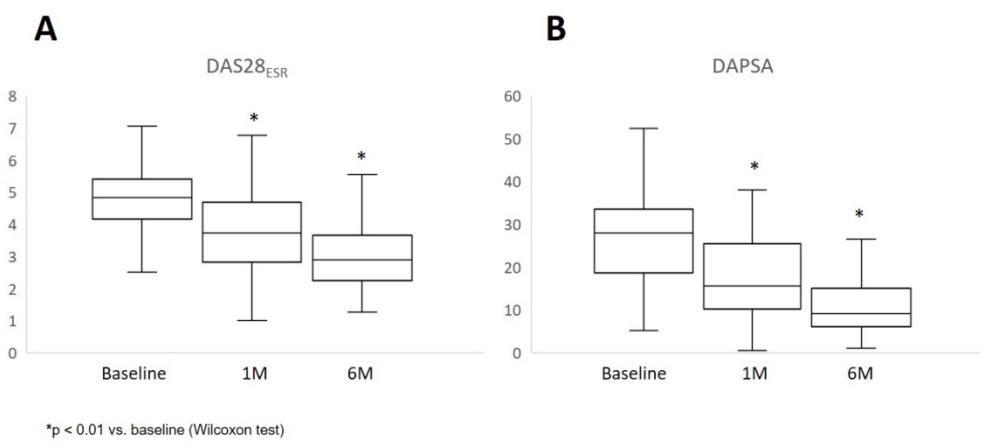 A
B
DAS28ESR
DAPSA
8
7
6
5
4
3
2
1
0
*
*
Baseline
1M
6M
60
50
40
30
20
10
0
*
*
Baseline
1M
6M
*p < 0.01 vs. baseline (Wilcoxon test)